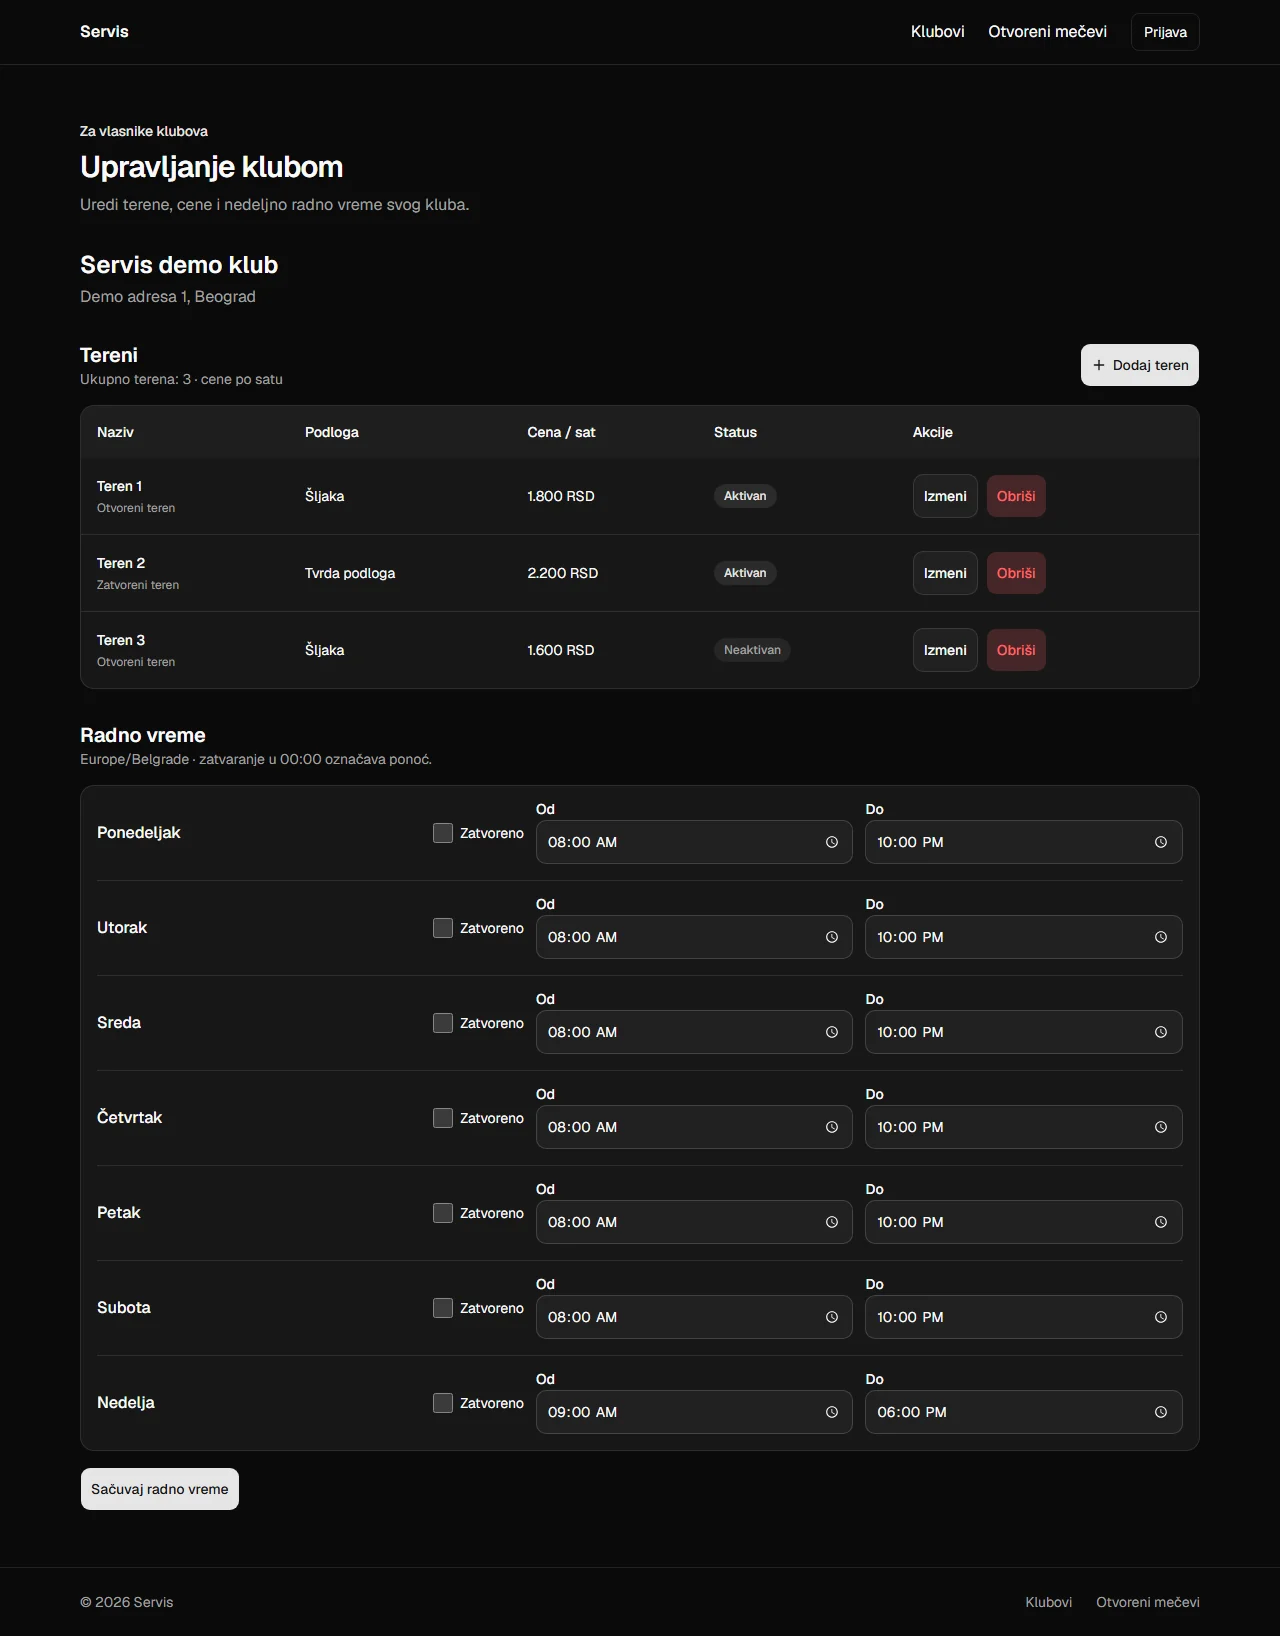 Servis
Klubovi
Otvoreni mečevi
Prijava
Za vlasnike klubova
Upravljanje klubom
Uredi terene, cene i nedeljno radno vreme svog kluba.
Servis demo klub
Demo adresa 1, Beograd
Tereni
Ukupno terena: 3 · cene po satu
+ Dodaj teren
Naziv Podloga Cena / sat Status Akcije
Teren 1
Otvoreni teren
Šljaka 1.800 RSD Aktivan Izmeni Obriši
Teren 2
Zatvoreni teren
Tvrda podloga 2.200 RSD Aktivan Izmeni Obriši
Teren 3
Otvoreni teren
Šljaka 1.600 RSD Neaktivan Izmeni Obriši
Radno vreme
Europe/Belgrade · zatvaranje u 00:00 označava ponoć.
Od Do
Ponedeljak Zatvoreno 08:00 AM 10:00 PM
Od Do
Utorak Zatvoreno 08:00 AM 10:00 PM
Od Do
Sreda Zatvoreno 08:00 AM 10:00 PM
Od Do
Četvrtak Zatvoreno 08:00 AM 10:00 PM
Od Do
Petak Zatvoreno 08:00 AM 10:00 PM
Od Do
Subota Zatvoreno 08:00 AM 10:00 PM
Od Do
Nedelja Zatvoreno 09:00 AM 06:00 PM
Sačuvaj radno vreme
© 2026 Servis
Klubovi
Otvoreni mečevi